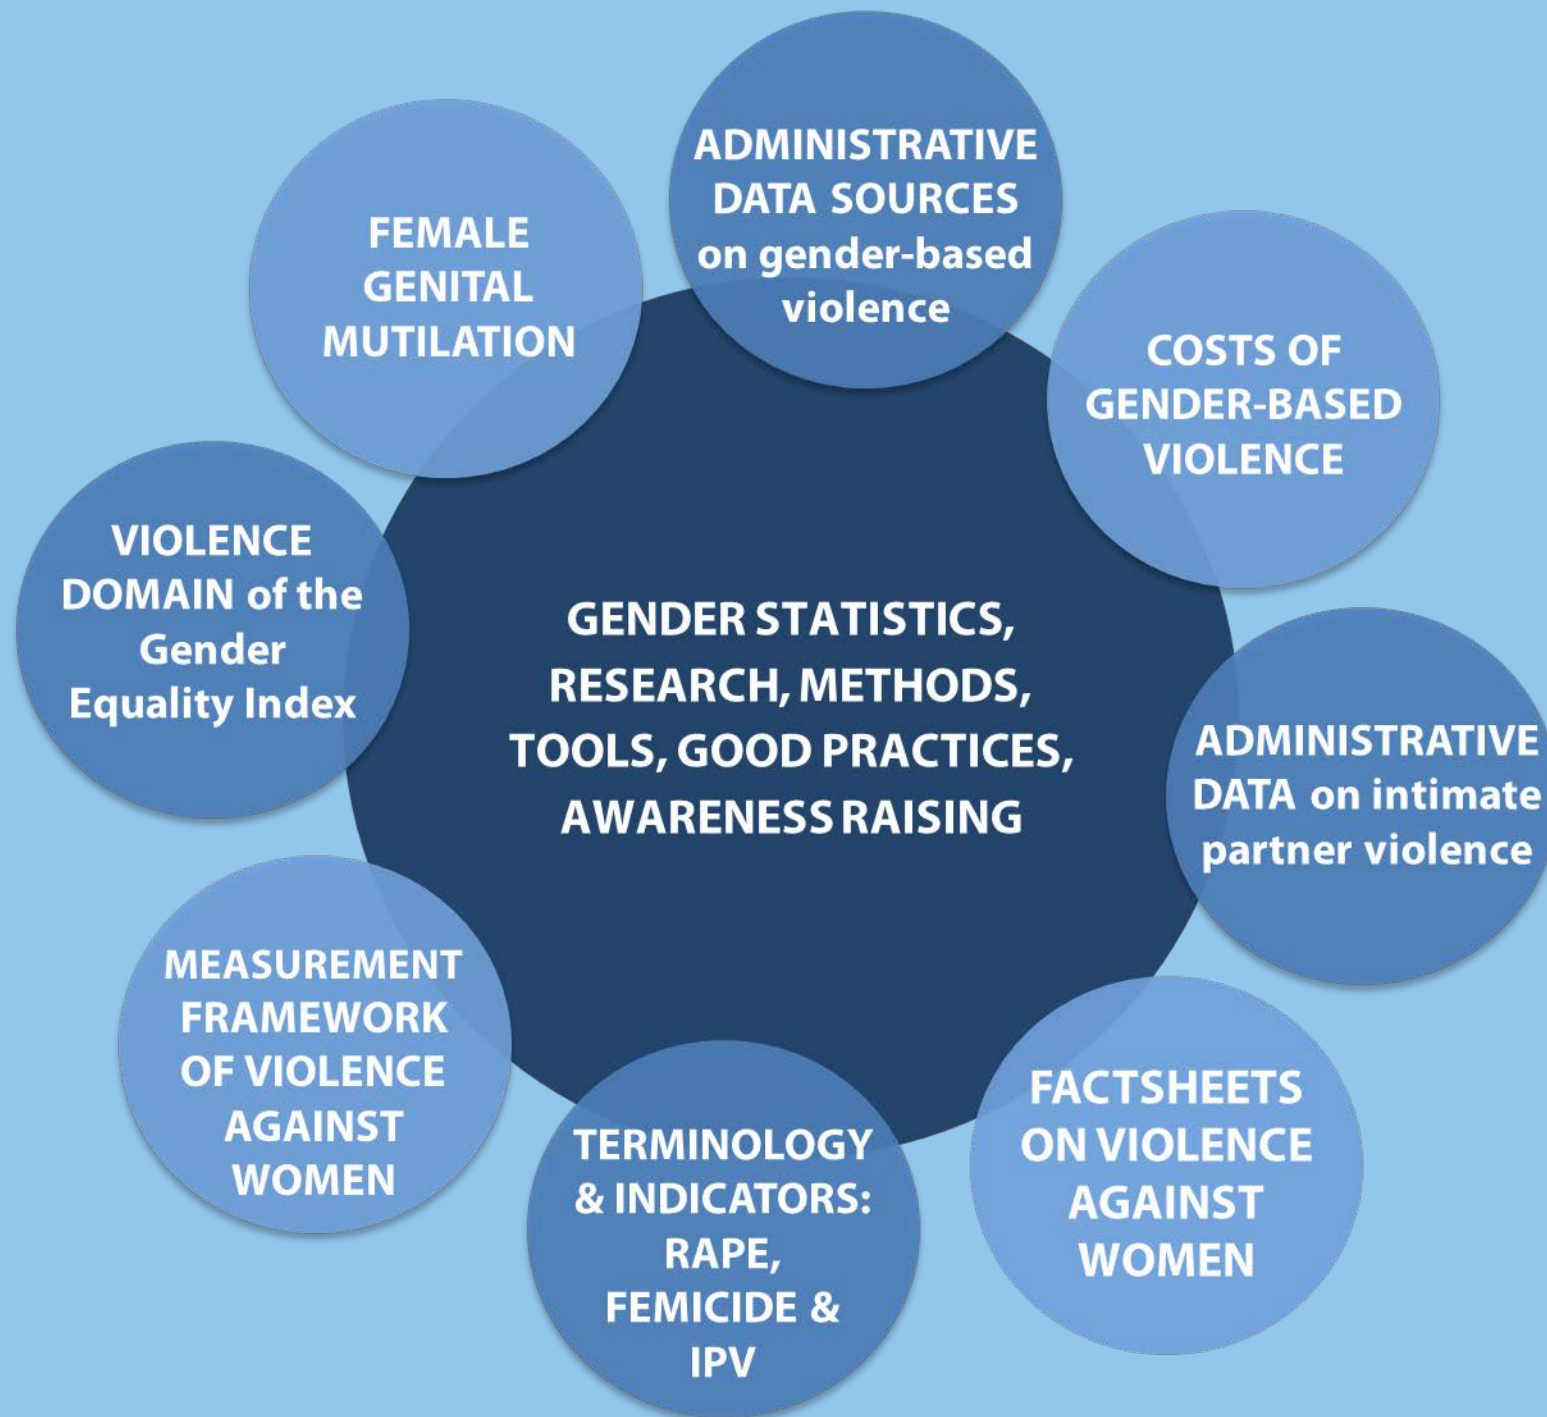 ADMINISTRATIVE
DATA SOURCES
on gender-based
violence
COSTS OF
GENDER-BASED
VIOLENCE
ADMINISTRATIVE
DATA on intimate
partner violence
FACTSHEETS
ON VIOLENCE
AGAINST
WOMEN
TERMINOLOGY
& INDICATORS:
RAPE,
FEMICIDE &
IPV
MEASUREMENT
FRAMEWORK
OF VIOLENCE
AGAINST
WOMEN
VIOLENCE
DOMAIN of the
Gender
Equality Index
FEMALE
GENITAL
MUTILATION
GENDER STATISTICS,
RESEARCH, METHODS,
TOOLS, GOOD PRACTICES,
AWARENESS RAISING